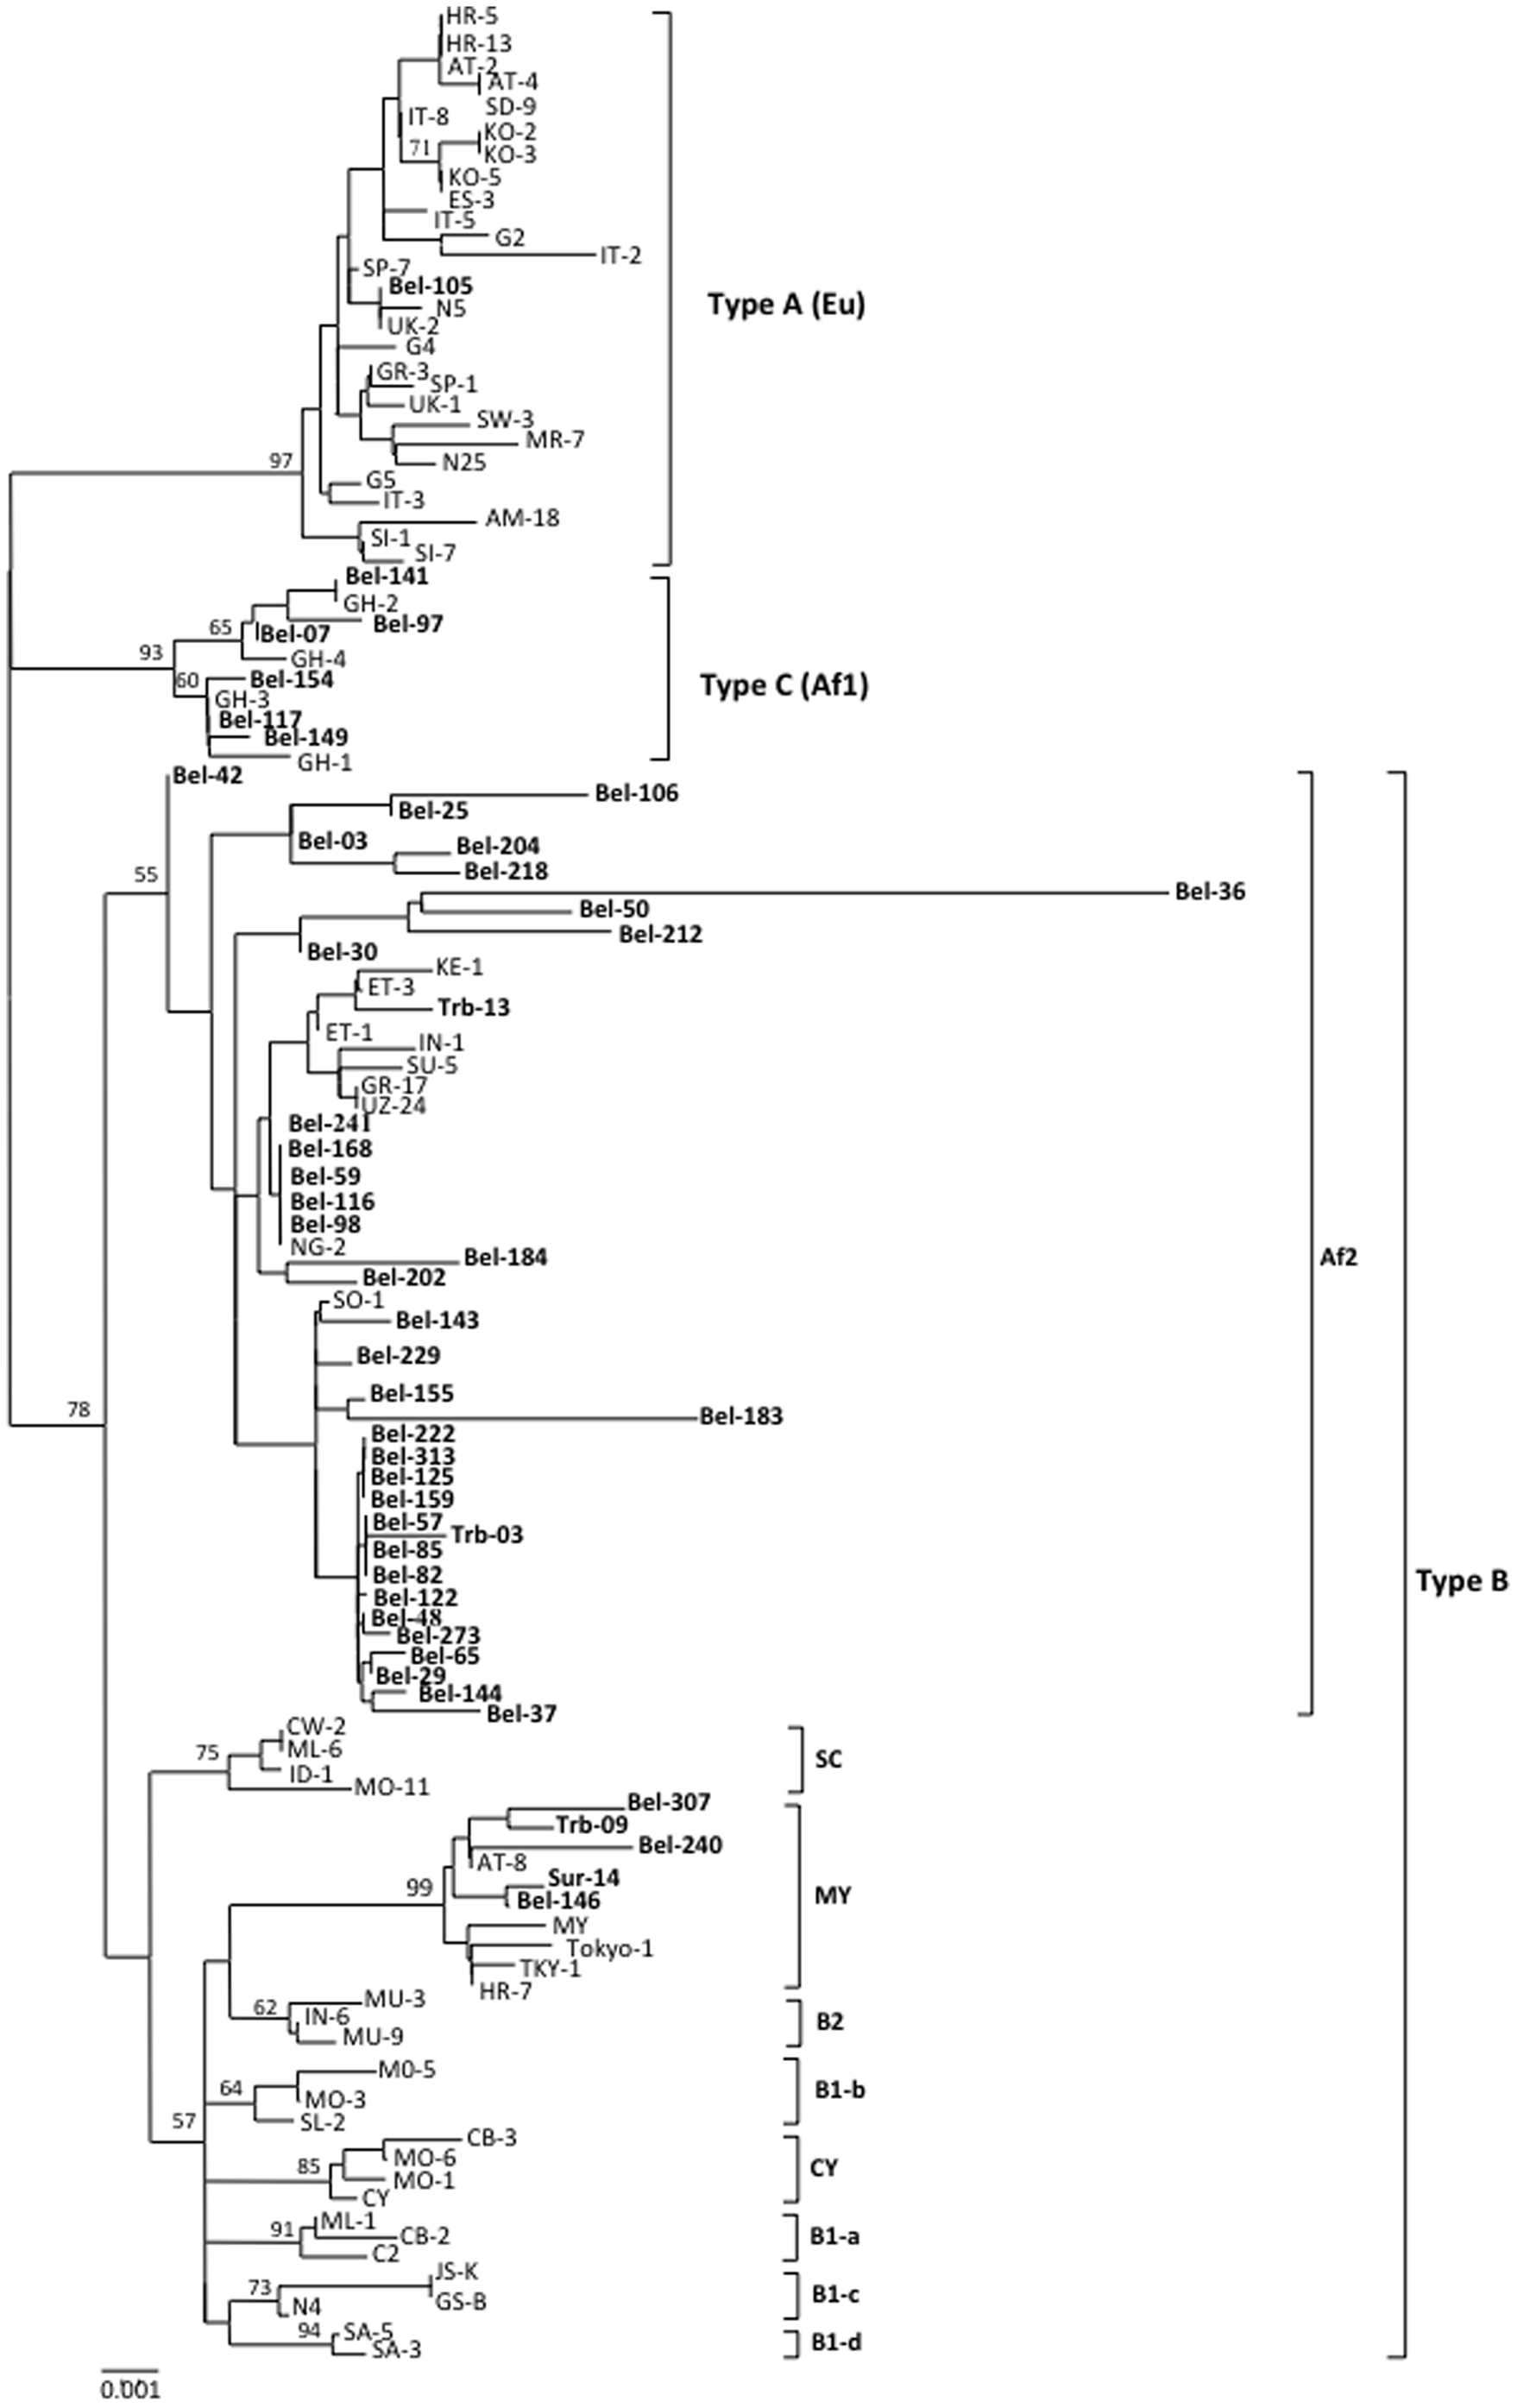 HR-5
HR-13
AT-2
AT-4
SD-9
IT-8
KO-2
71
KO-3
KO-5
ES-3
IT-5
G2
IT-2
SP-7
Bel-105
Type A (Eu)
N5
UK-2
G4
GR-3
SP-1
UK-1
SW-3
MR-7
97
N25
G5
IT-3
AM-18
SI-1
SI-7
Bel-141
GH-2
Bel-97
65
Bel-07
93
GH-4
60
Bel-154
Type C (Af1)
GH-3
Bel-117
Bel-149
GH-1
Bel-42
Bel-106
Bel-25
Bel-03
Bel-204
55
Bel-218
Bel-36
Bel-50
Bel-212
Bel-30
KE-1
ET-3
Trb-13
ET-1
IN-1
SU-5
GR-17
UZ-24
Bel-241
Bel-168
Bel-59
Bel-116
Bel-98
NG-2
Bel-184
Af2
Bel-202
SO-1
Bel-143
Bel-229
Bel-155
78
Bel-183
Bel-222
Bel-313
Bel-125
Bel-159
Bel-57
Trb-03
Bel-85
Bel-82
Type B
Bel-122
Bel-48
Bel-273
Bel-65
Bel-29
Bel-144
Bel-37
CW-2
75
ML-6
SC
ID-1
MO-11
Bel-307
Trb-09
Bel-240
AT-8
Sur-14
99
MY
Bel-146
MY
Tokyo-1
TKY-1
HR-7
MU-3
62
IN-6
B2
MU-9
M0-5
64
B1-b
MO-3
57
SL-2
CB-3
MO-6
85
CY
MO-1
CY
ML-1
91
CB-2
B1-a
C2
JS-K
73
B1-c
GS-B
N4
94
SA-5
B1-d
SA-3
0.001